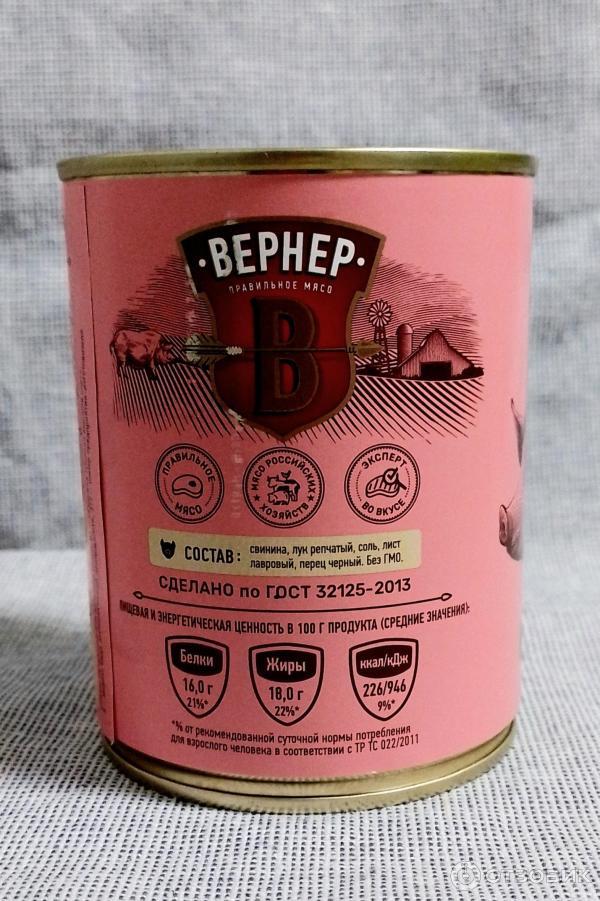 ·ВЕРНЕР·
ПРАВИЛЬНОЕ МЯСО
В
ПРАВИЛЬНОЕ
МЯСО
МЯСО РОССИЙСКИХ
ХОЗЯЙСТВ
ЭКСПЕРТ
ВО ВКУСЕ
СОСТАВ: свинина, лук репчатый, соль, лист
лавровый, перец черный. Без ГМО.
СДЕЛАНО по ГОСТ 32125-2013
ПИЩЕВАЯ И ЭНЕРГЕТИЧЕСКАЯ ЦЕННОСТЬ В 100 Г ПРОДУКТА (СРЕДНИЕ ЗНАЧЕНИЯ):
Белки
16,0 г
21%*
Жиры
18,0 г
22%*
ккал/кДж
226/946
9%*
*% от рекомендованной суточной нормы потребления
для взрослого человека в соответствии с ТР ТС 022/2011
ОТЗОВИК